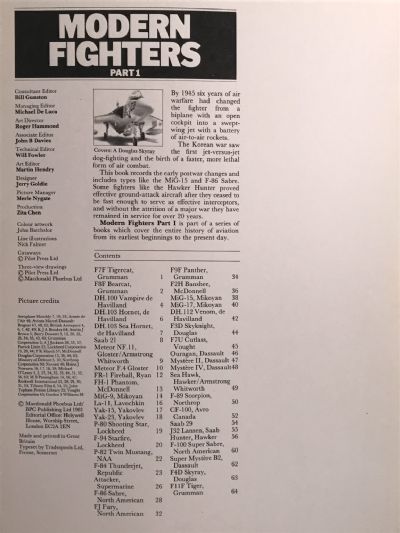 MODERN
FIGHTERS
PART 1
Consultant Editor
Bill Gunston
Managing Editor
Michael De Luca
Art Director
Roger Hammond
Associate Editor
John B Davies
Technical Editor
Will Fowler
Art Editor
Martin Hendry
Designer
Jerry Goldie
Picture Manager
Merle Nygate
Production
Zita Chen
Colour artwork
John Batchelor
Line illustrations
Nick Farmer
Cutaways
© Pilot Press Ltd
Three-view drawings
© Pilot Press Ltd
© Macdonald Phoebus Ltd
Picture credits
© Macdonald Phoebus Ltd/
BPC Publishing Ltd
Editorial Office: Holywell
House, Worship Street,
London EC2A 1EN
Made and printed in Great
Britain
Typeset by Tradespools Ltd,
Frome, Somerset
Covers: A Douglas Skyray
By 1945 six years of air
warfare had changed
the fighter from a
biplane with an open
cockpit into a swept-
wing jet with a battery
of air-to-air rockets.
The Korean war saw
the first jet-versus-jet
dog-fighting and the birth of a faster, more lethal
form of air combat.
This book records the early postwar changes and
includes types like the MiG-15 and F-86 Sabre.
Some fighters like the Hawker Hunter proved
effective ground-attack aircraft after they ceased to
be fast enough to serve as effective interceptors,
and without the attrition of a major war they have
remained in service for over 20 years.
Modern Fighters Part 1 is part of a series of
books which cover the entire history of aviation
from its earliest beginnings to the present day.
Contents
F7F Tigercat,
Grumman 1
F8F Bearcat,
Grumman 2
DH.100 Vampire de
Havilland 4
DH.103 Hornet, de
Havilland 6
DH.103 Sea Hornet,
de Havilland 7
Saab 21 8
Meteor NF.11,
Gloster/Armstrong
Whitworth 9
Meteor F.4 Gloster 10
FR-1 Fireball, Ryan 12
FH-1 Phantom,
McDonnell 13
MiG-9, Mikoyan 14
La-11, Lavochkin 16
Yak-15, Yakovlev 17
Yak-23, Yakovlev 18
P-80 Shooting Star,
Lockheed 19
F-94 Starfire,
Lockheed 20
P-82 Twin Mustang,
NAA 22
F-84 Thunderjet,
Republic 23
Attacker,
Supermarine 26
F-86 Sabre,
North American 28
FJ Fury,
North American 32
F9F Panther,
Grumman 34
F2H Banshee,
McDonnell 36
MiG-15, Mikoyan 38
MiG-17, Mikoyan 40
DH.112 Venom, de
Havilland 42
F3D Skyknight,
Douglas 44
F7U Cutlass,
Vought 45
Ouragan, Dassault 46
Mystère II, Dassault 47
Mystère IV, Dassault 48
Sea Hawk,
Hawker/Armstrong
Whitworth 49
F-89 Scorpion,
Northrop 50
CF-100, Avro
Canada 52
Saab 29 54
J32 Lansen, Saab 55
Hunter, Hawker 56
F-100 Super Sabre,
North American 60
Super Mystère B2,
Dassault 62
F4D Skyray,
Douglas 63
F11F Tiger,
Grumman 64